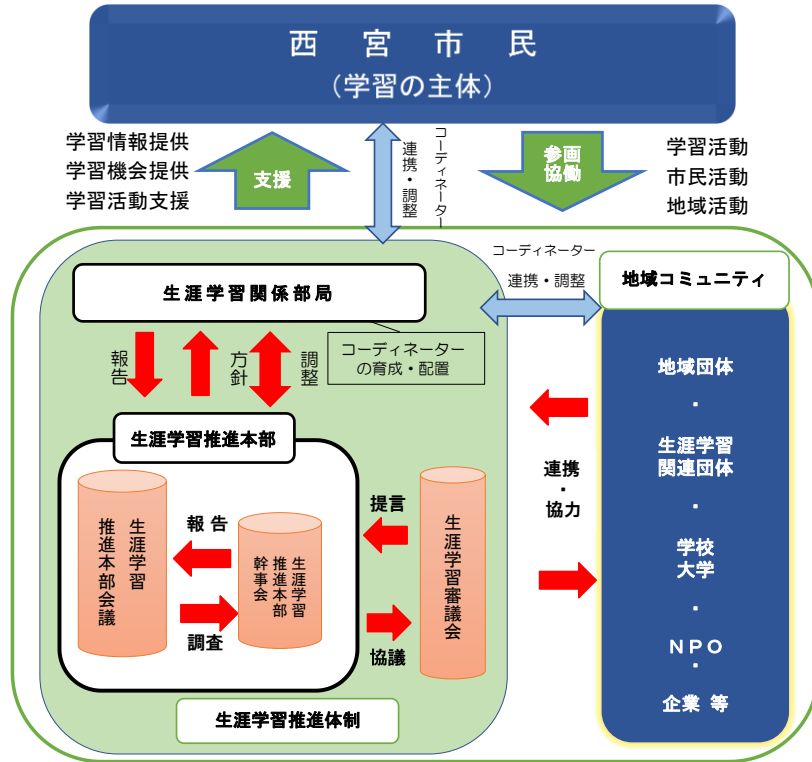 西宮市民
(学習の主体)
学習情報提供
学習機会提供
学習活動支援
支援
連携・調整
コーディネーター
参画
協働
学習活動
市民活動
地域活動
コーディネーター
連携・調整
生涯学習関係部局
地域コミュニティ
報告
方針
調整
コーディネーター
の育成・配置
地域団体
・
生涯学習
関連団体
・
学校
大学
・
NPO
・
企業 等
連携
・
協力
生涯学習推進本部
生涯学習
推進本部会議
報 告
調査
生涯学習
推進本部
幹事会
提言
協議
生涯学習審議会
生涯学習推進体制